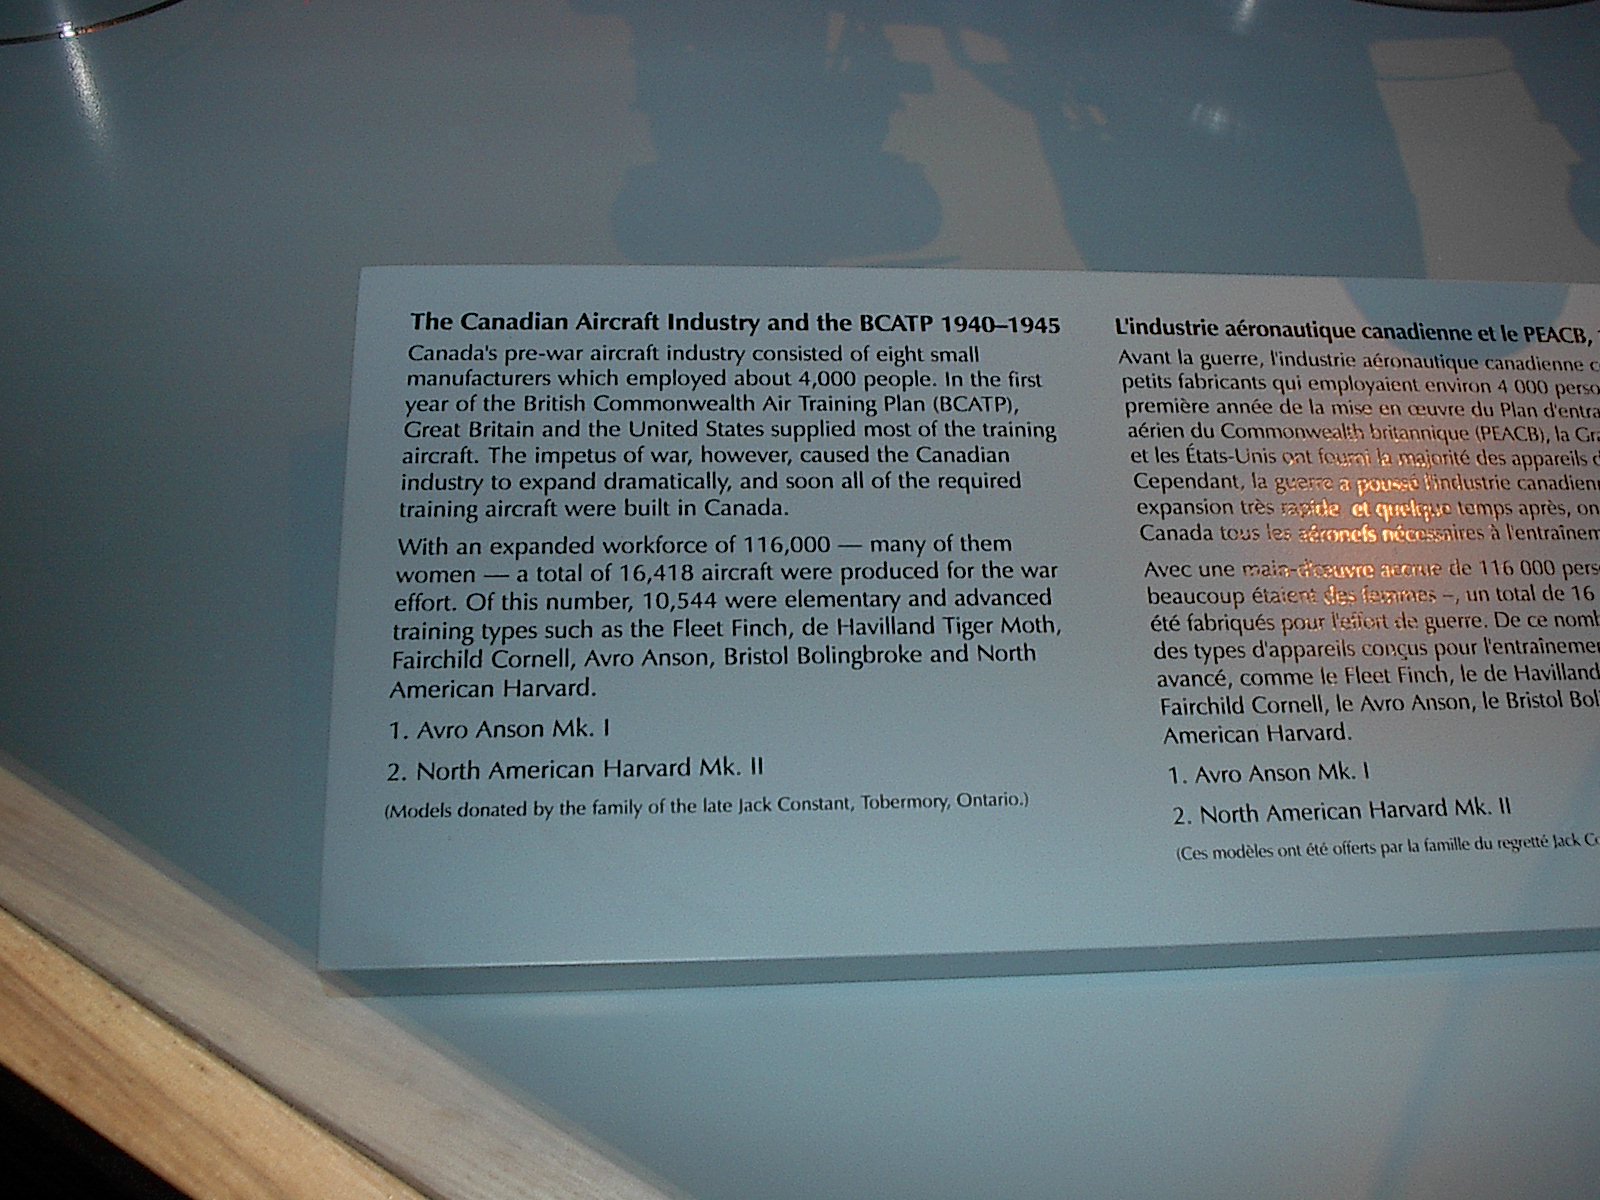 The Canadian Aircraft Industry and the BCATP 1940–1945
Canada's pre-war aircraft industry consisted of eight small
manufacturers which employed about 4,000 people. In the first
year of the British Commonwealth Air Training Plan (BCATP),
Great Britain and the United States supplied most of the training
aircraft. The impetus of war, however, caused the Canadian
industry to expand dramatically, and soon all of the required
training aircraft were built in Canada.
With an expanded workforce of 116,000 — many of them
women — a total of 16,418 aircraft were produced for the war
effort. Of this number, 10,544 were elementary and advanced
training types such as the Fleet Finch, de Havilland Tiger Moth,
Fairchild Cornell, Avro Anson, Bristol Bolingbroke and North
American Harvard.
1. Avro Anson Mk. I
2. North American Harvard Mk. II
(Models donated by the family of the late Jack Constant, Tobermory, Ontario.)
L'industrie aéronautique canadienne et le PEACB,
Avant la guerre, l'industrie aéronautique canadienne
petits fabricants qui employaient environ 4 000
première année de la mise en œuvre du Plan
aérien du Commonwealth britannique (PEACB), la
et les États-Unis ont fourni la majorité des appareils
Cependant, la guerre a poussé l'industrie
expansion très rapide et quelque temps après, on
Canada tous les aéronefs nécessaires à
Avec une main-d'œuvre accrue de 116 000
beaucoup étaient des femmes –, un total de 16
été fabriqués pour l'effort de guerre. De ce
des types d'appareils conçus pour
avancé, comme le Fleet Finch, le de Havilland
Fairchild Cornell, le Avro Anson, le Bristol
American Harvard.
1. Avro Anson Mk. I
2. North American Harvard Mk. II
(Ces modèles ont été offerts par la famille du regretté Jack